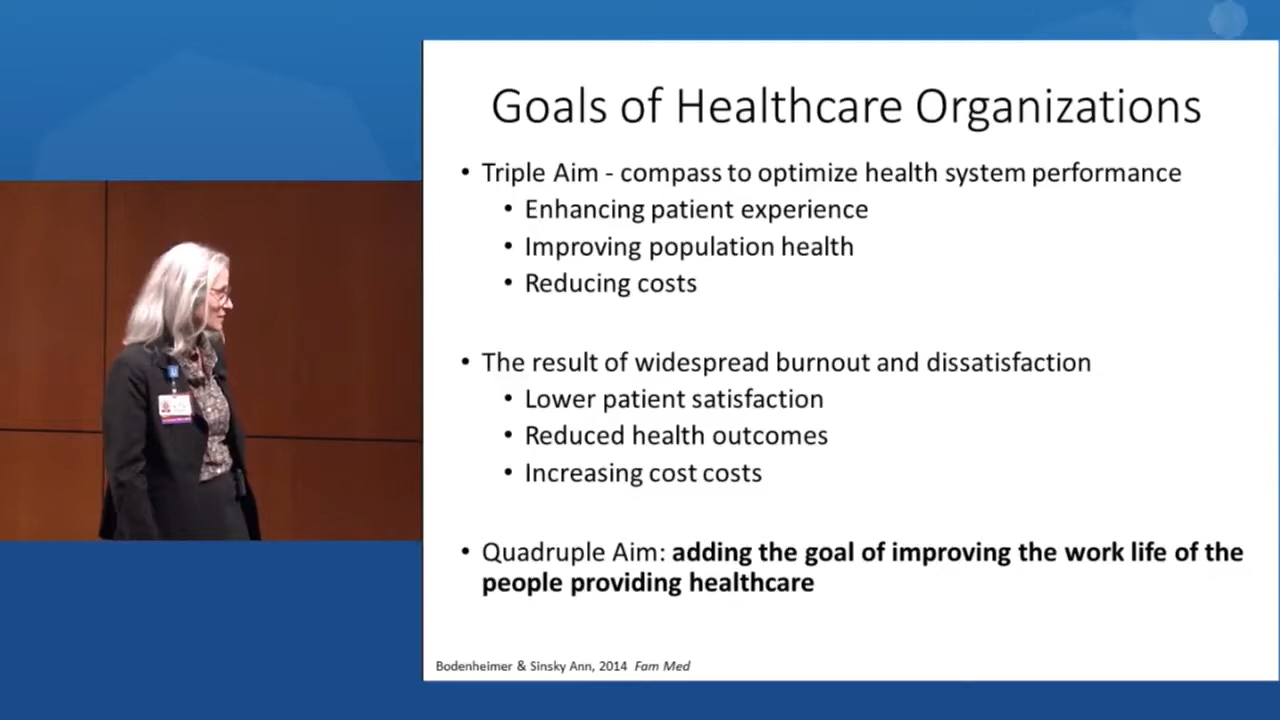 Goals of Healthcare Organizations
• Triple Aim - compass to optimize health system performance
• Enhancing patient experience
• Improving population health
• Reducing costs
• The result of widespread burnout and dissatisfaction
• Lower patient satisfaction
• Reduced health outcomes
• Increasing cost costs
• Quadruple Aim: adding the goal of improving the work life of the
people providing healthcare
Bodenheimer & Sinsky Ann, 2014 Fam Med